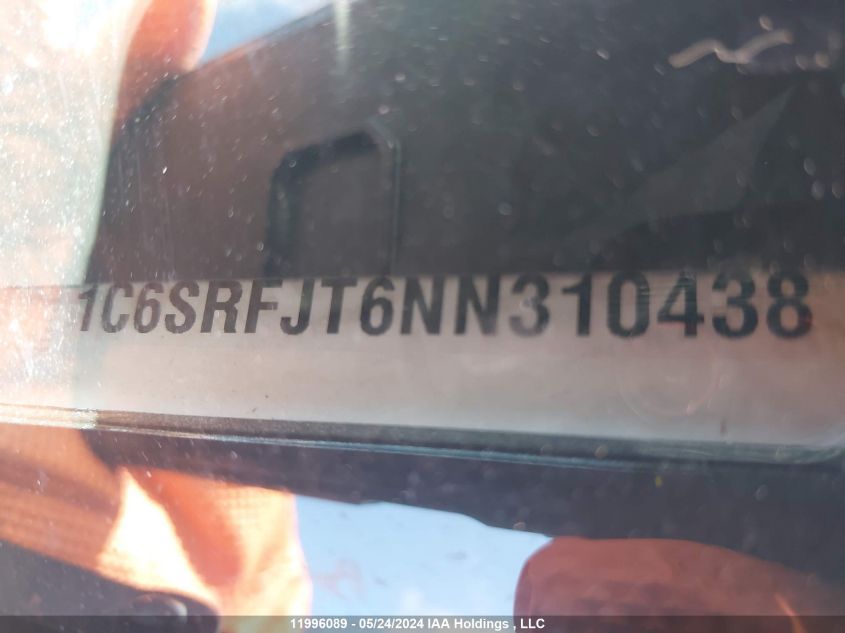 1C6SRFJT6NN310438
11996089 - 05/24/2024 IAA Holdings , LLC